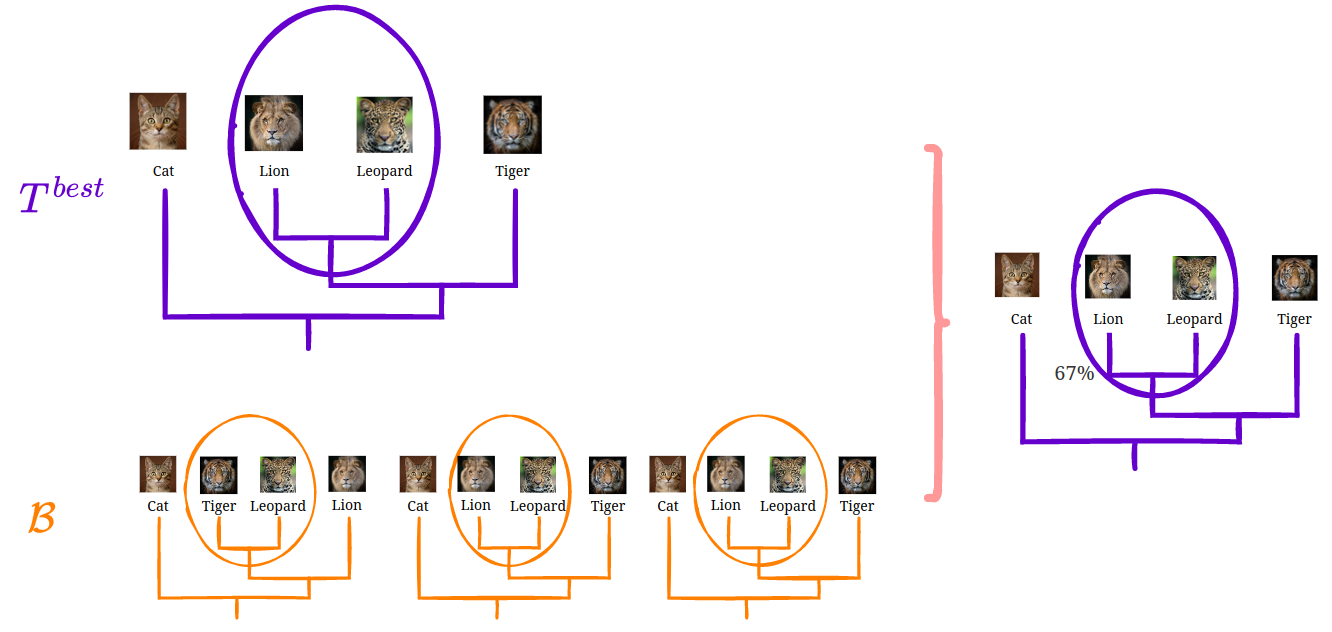 Cat Lion Leopard Tiger
T^best
Cat Lion Leopard Tiger
67%
Cat Tiger Leopard Lion Cat Lion Leopard Tiger Cat Lion Leopard Tiger
B